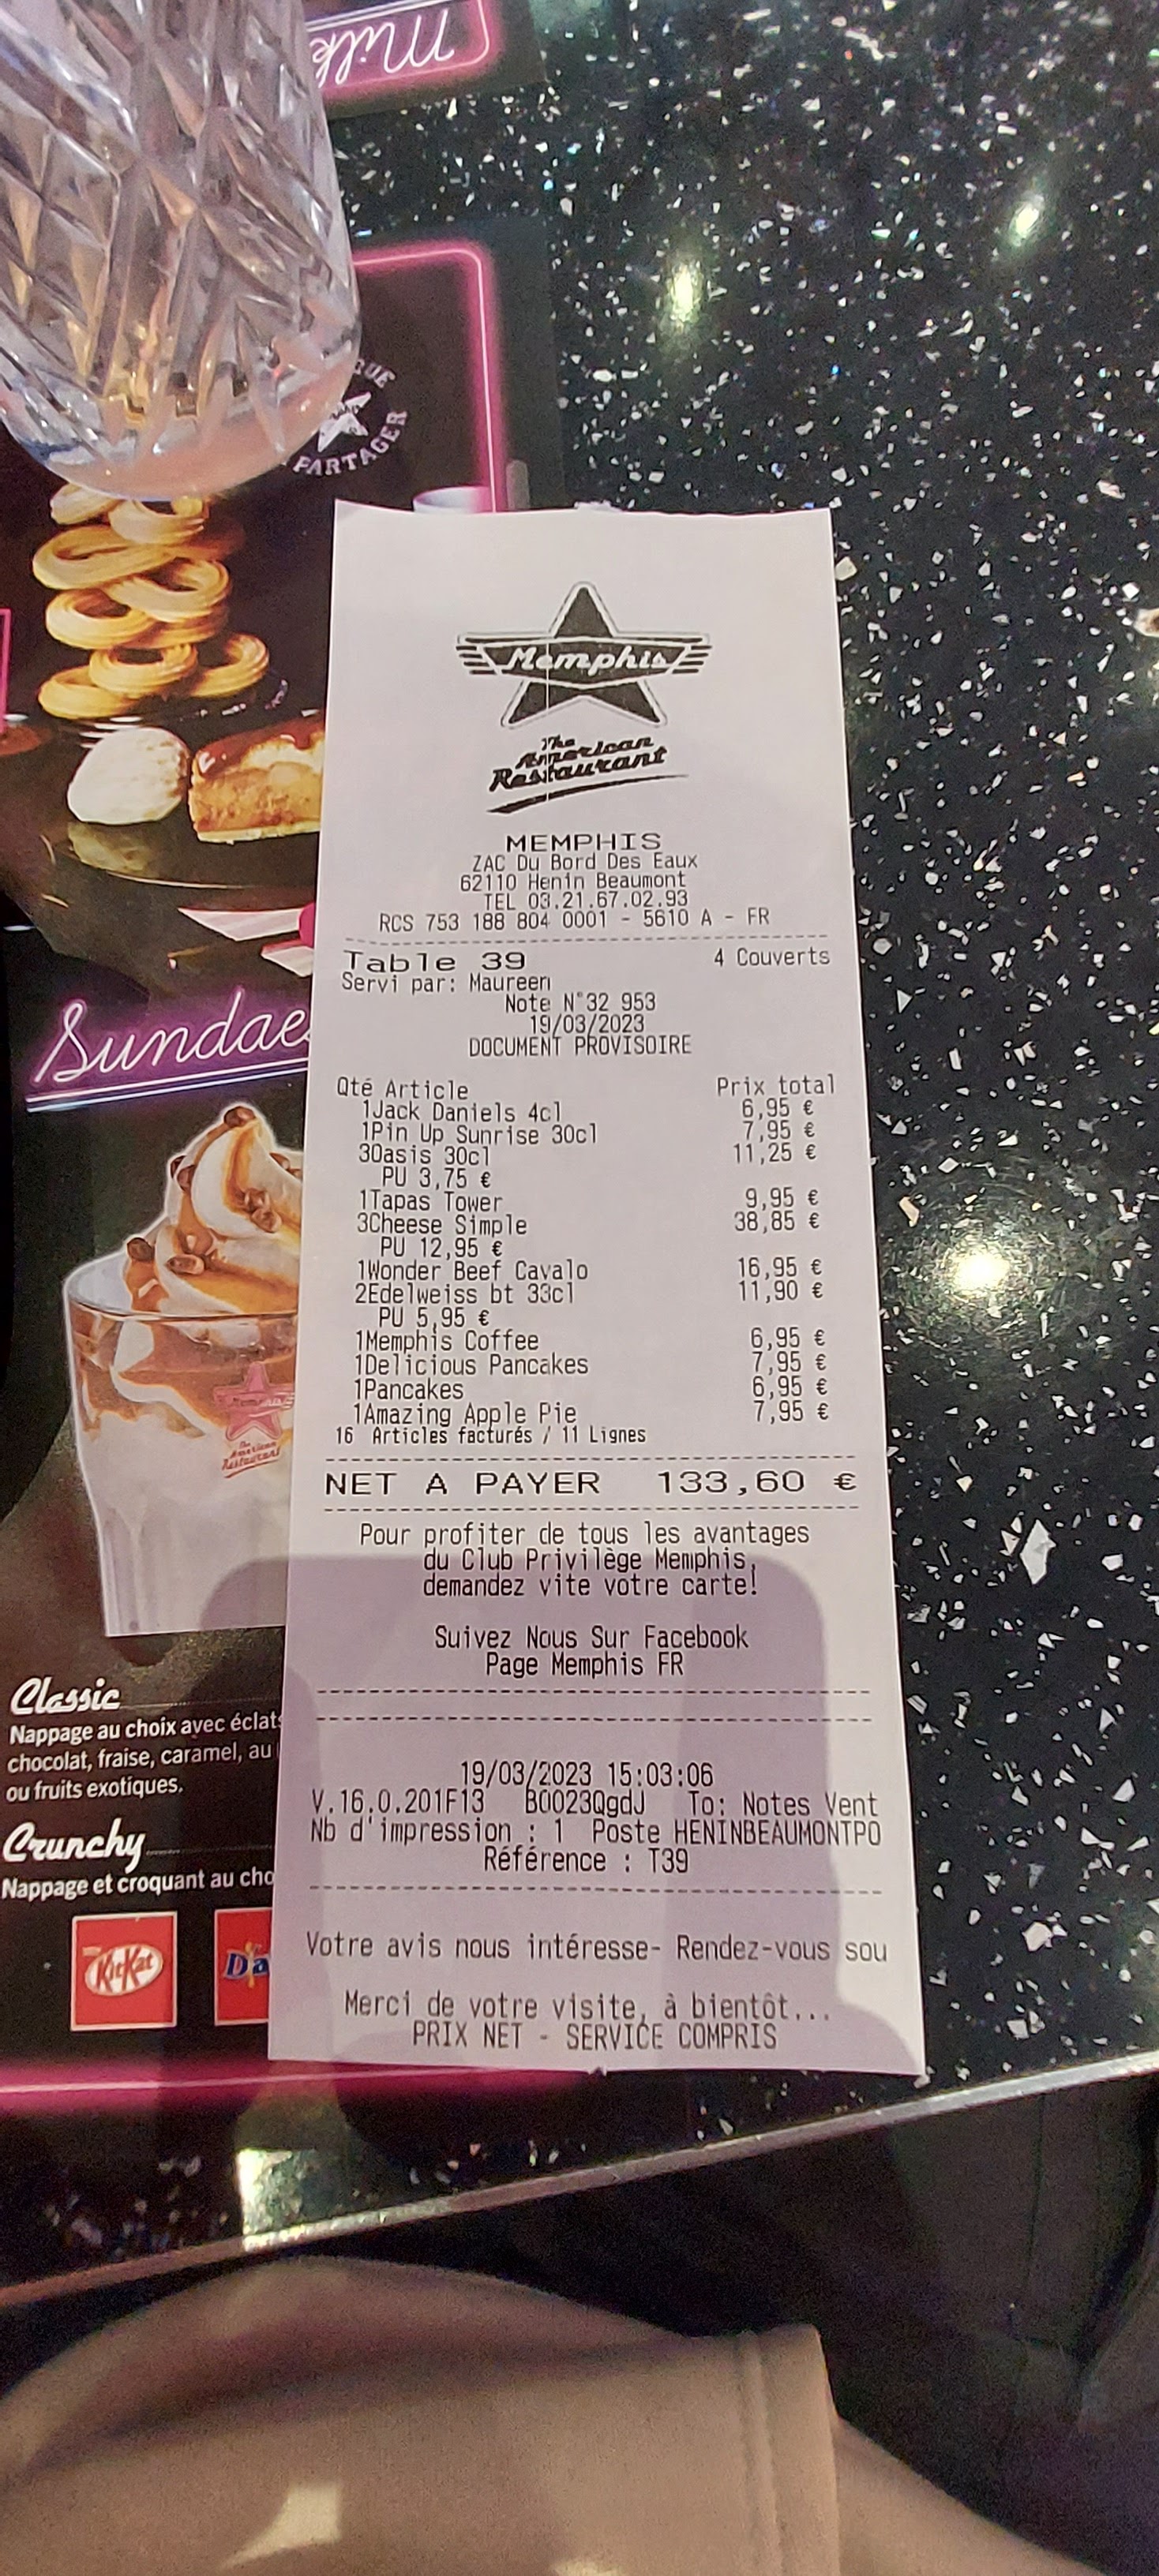 Milk
QUE
PARTAGER
Memphis
The
American
Restaurant
MEMPHIS
ZAC Du Bord Des Eaux
62110 Henin Beaumont
TEL 03.21.67.02.93
RCS 753 188 804 0001 - 5610 A - FR
Table 39 4 Couverts
Servi par: Maureen
Note N°32 953
19/03/2023
DOCUMENT PROVISOIRE
Qté Article Prix total
1Jack Daniels 4cl 6,95 €
1Pin Up Sunrise 30cl 7,95 €
3Oasis 30cl 11,25 €
PU 3,75 €
1Tapas Tower 9,95 €
3Cheese Simple 38,85 €
PU 12,95 €
1Wonder Beef Cavalo 16,95 €
2Edelweiss bt 33cl 11,90 €
PU 5,95 €
1Memphis Coffee 6,95 €
1Delicious Pancakes 7,95 €
1Pancakes 6,95 €
1Amazing Apple Pie 7,95 €
16 Articles facturés / 11 Lignes
NET A PAYER 133,60 €
Pour profiter de tous les avantages
du Club Privilège Memphis,
demandez vite votre carte!
Suivez Nous Sur Facebook
Page Memphis FR
19/03/2023 15:03:06
V.16.0.201F13 B0023QgdJ To: Notes Vent
Nb d'impression : 1 Poste HENINBEAUMONTPO
Référence : T39
Votre avis nous intéresse- Rendez-vous sou
Merci de votre visite, à bientôt...
PRIX NET - SERVICE COMPRIS
Sundae
Memphis
The
American
Restaurant
Classic
Nappage au choix avec éclats
chocolat, fraise, caramel, au
ou fruits exotiques.
Crunchy
Nappage et croquant au cho
KitKat
Da